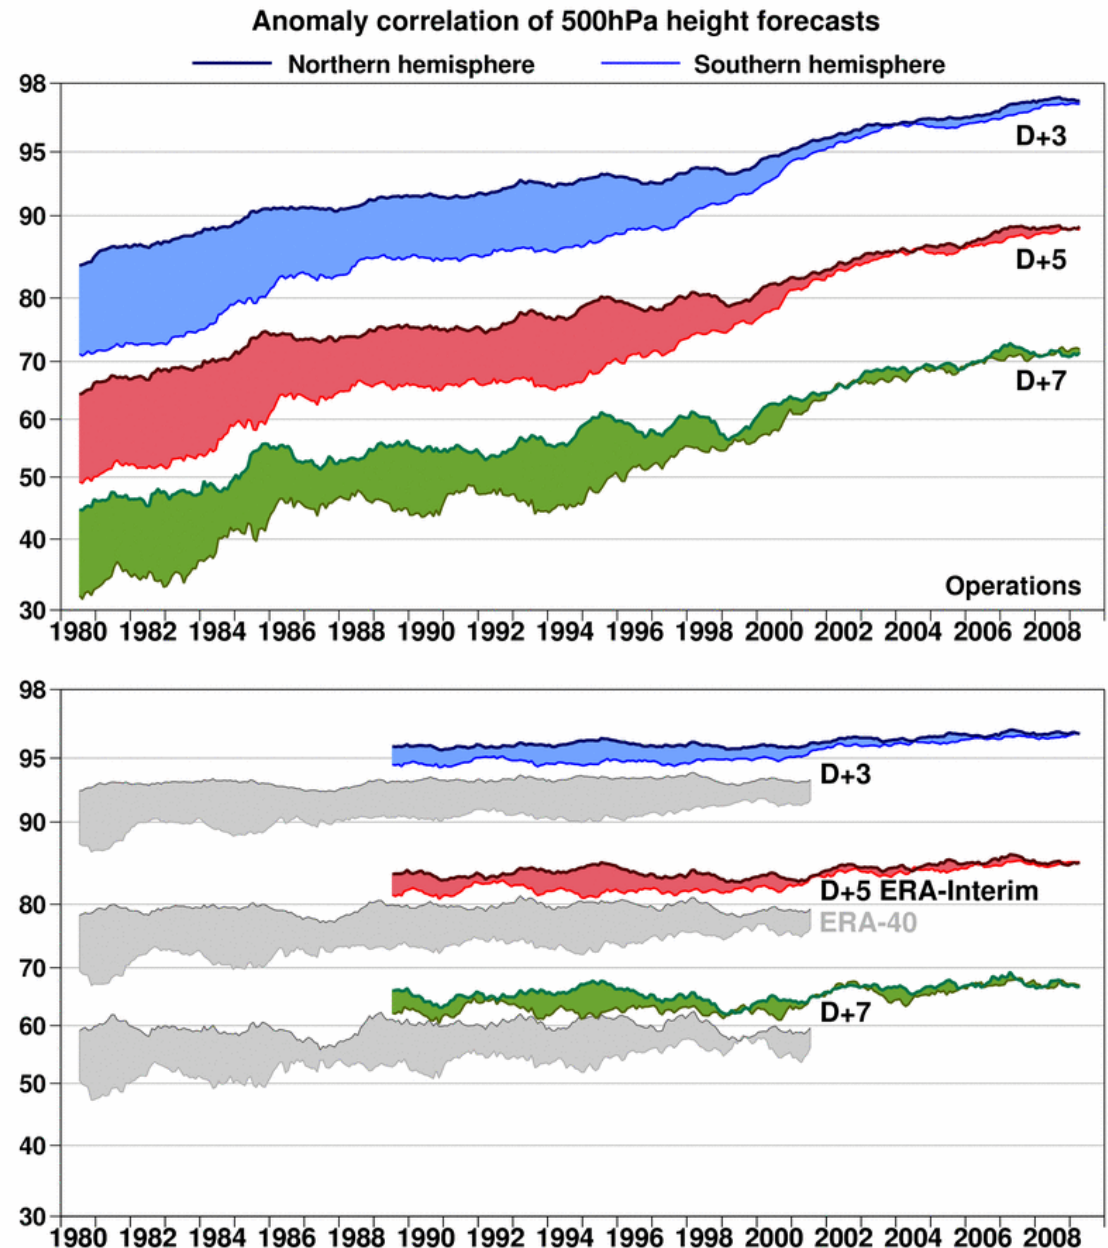 Anomaly correlation of 500hPa height forecasts
Northern hemisphere Southern hemisphere
98
95
D+3
90
D+5
80
70
D+7
60
50
40
Operations
30
1980 1982 1984 1986 1988 1990 1992 1994 1996 1998 2000 2002 2004 2006 2008
98
95
D+3
90
D+5 ERA-Interim
80
ERA-40
70
D+7
60
50
40
30
1980 1982 1984 1986 1988 1990 1992 1994 1996 1998 2000 2002 2004 2006 2008